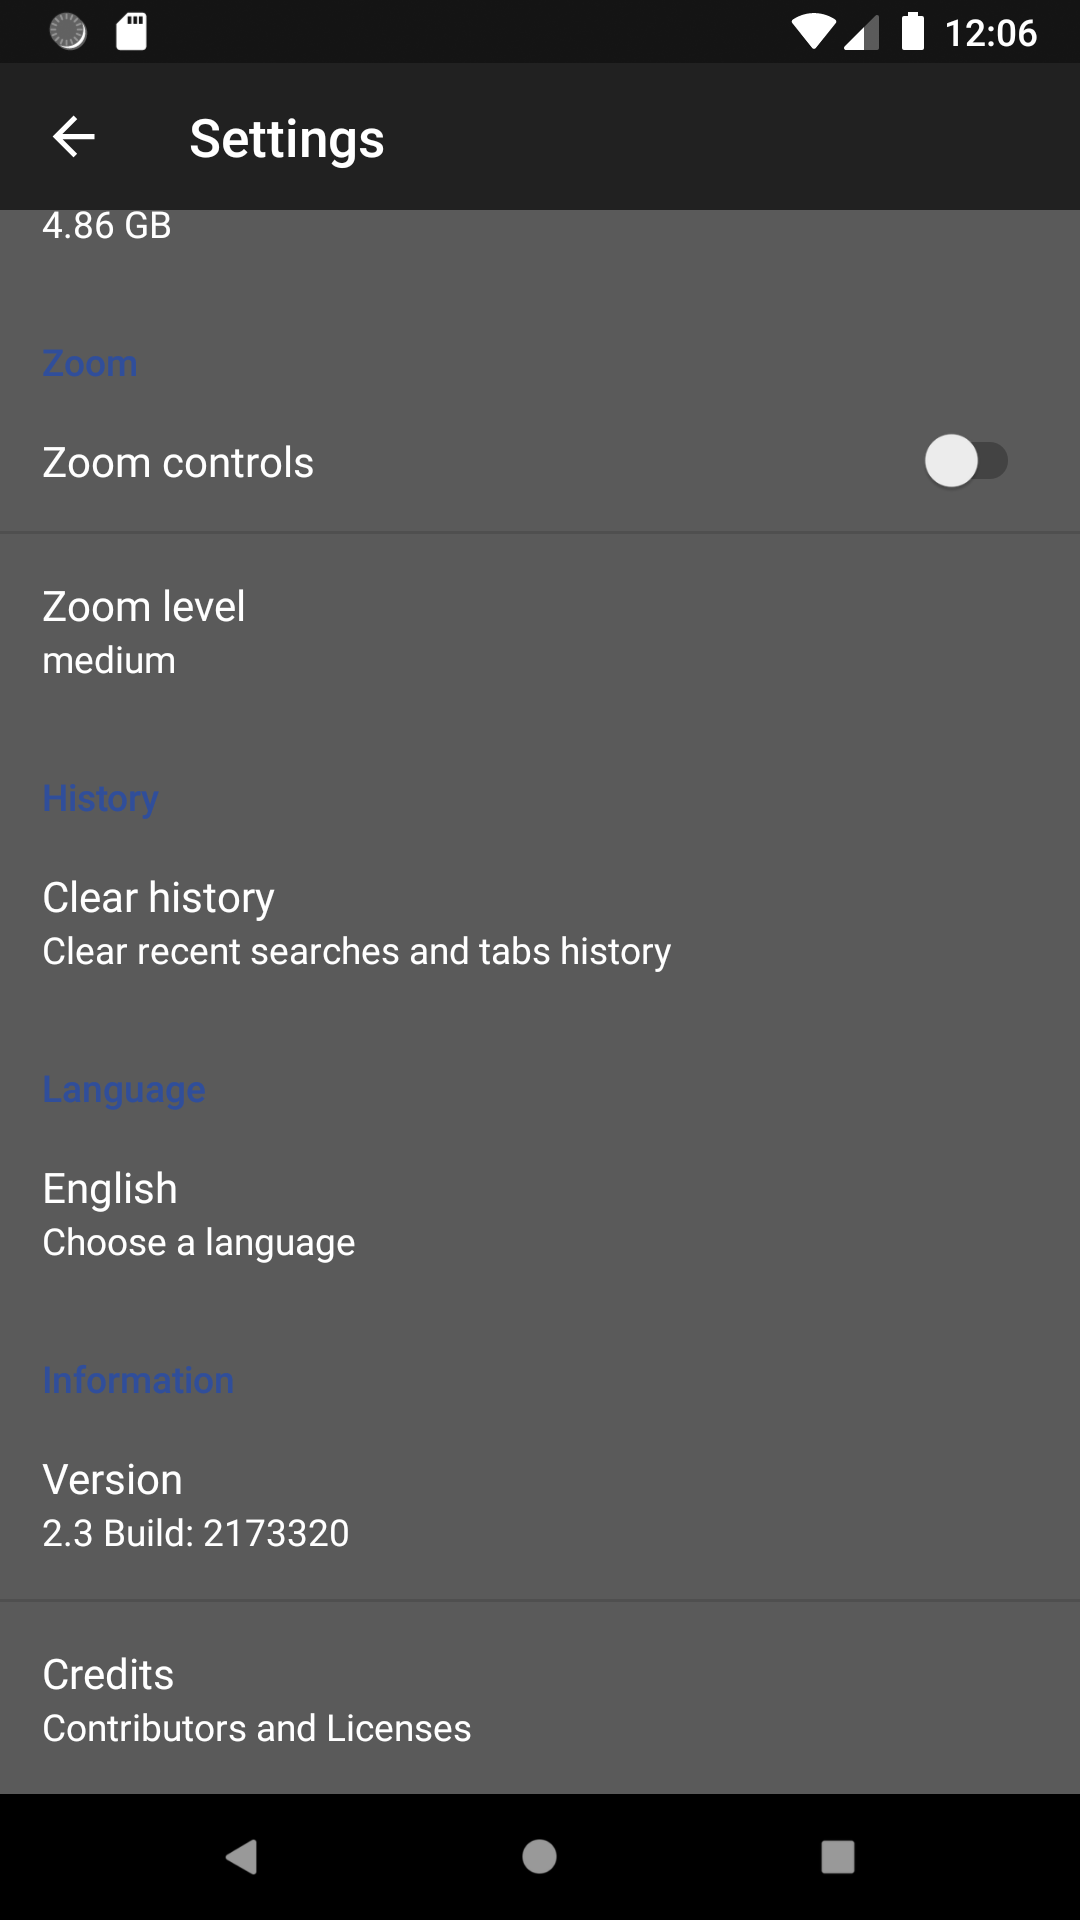 12:06
Settings
4.86 GB
Zoom
Zoom controls
Zoom level
medium
History
Clear history
Clear recent searches and tabs history
Language
English
Choose a language
Information
Version
2.3 Build: 2173320
Credits
Contributors and Licenses